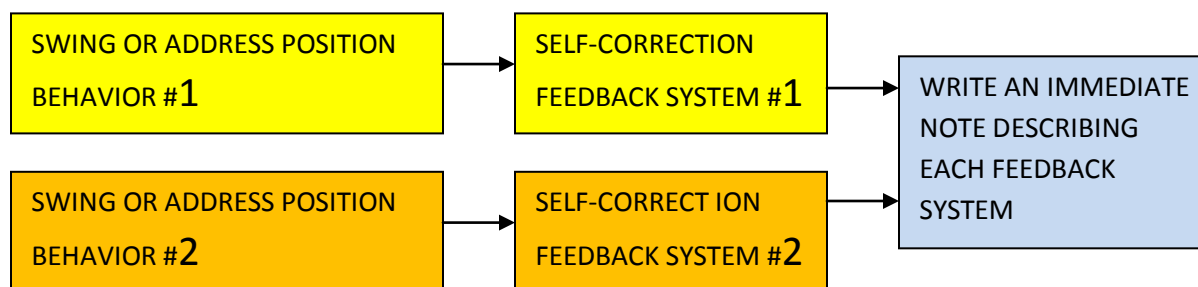 SWING OR ADDRESS POSITION
BEHAVIOR #1
SELF-CORRECTION
FEEDBACK SYSTEM #1
WRITE AN IMMEDIATE
NOTE DESCRIBING
EACH FEEDBACK
SYSTEM
SWING OR ADDRESS POSITION
BEHAVIOR #2
SELF-CORRECT ION
FEEDBACK SYSTEM #2